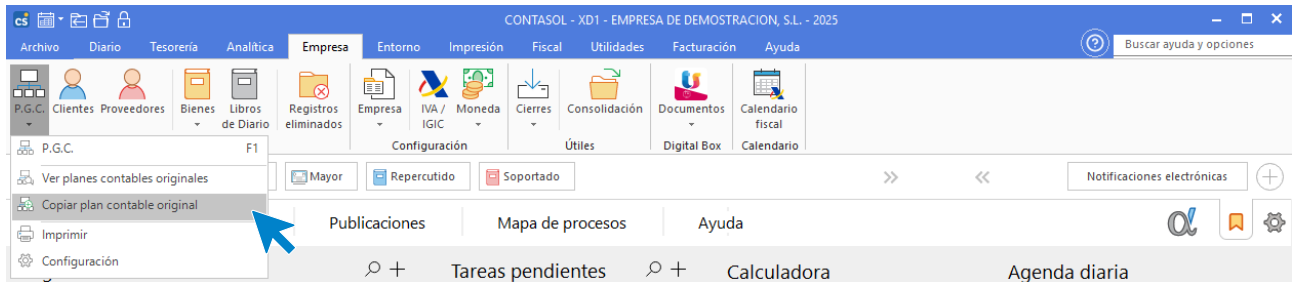 cs
CONTASOL - XD1 - EMPRESA DE DEMOSTRACION, S.L. - 2025
Archivo Diario Tesorería Analítica Empresa Entorno Impresión Fiscal Utilidades Facturación Ayuda Buscar ayuda y opciones
P.G.C. Clientes Proveedores Bienes Libros de Diario Registros eliminados Empresa IVA / IGIC Moneda Cierres Consolidación Documentos Calendario fiscal
Configuración Útiles Digital Box Calendario
P.G.C. F1
Ver planes contables originales
Copiar plan contable original
Imprimir
Configuración
Mayor Repercutido Soportado Notificaciones electrónicas
Publicaciones Mapa de procesos Ayuda
Tareas pendientes Calculadora Agenda diaria